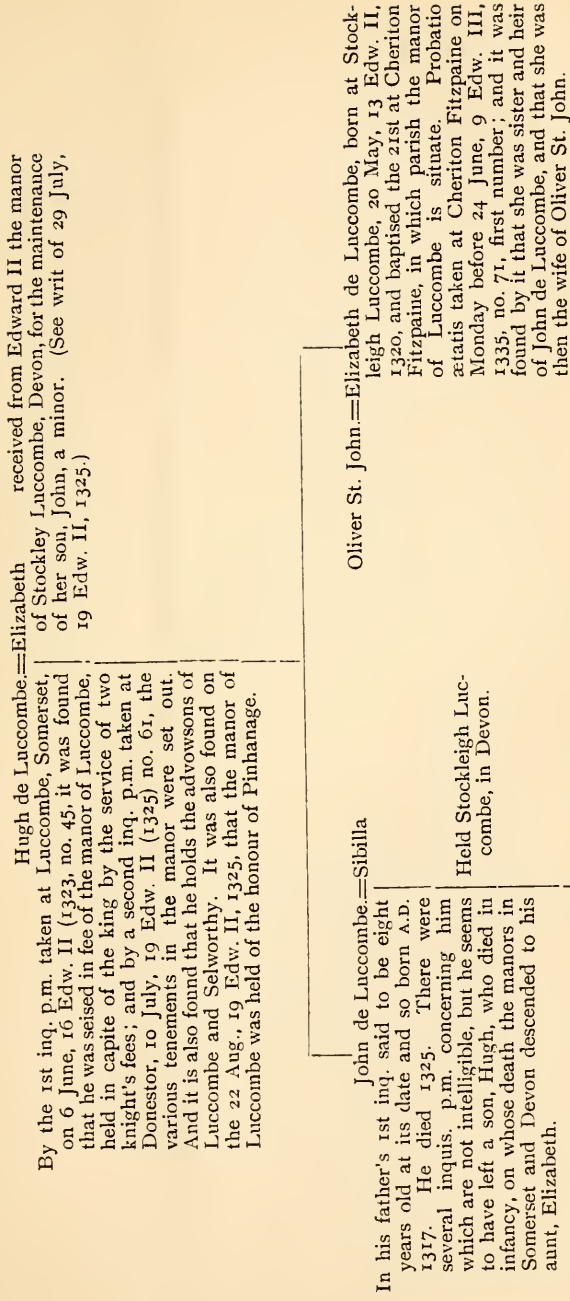 Hugh de Luccombe.=Elizabeth received from Edward II the manor
of Stockley Luccombe, Devon, for the maintenance
of her son, John, a minor. (See writ of 29 July,
19 Edw. II, 1325.)
By the 1st inq. p.m. taken at Luccombe, Somerset,
on 6 June, 16 Edw. II (1323, no. 45, it was found
that he was seised in fee of the manor of Luccombe,
held in capite of the king by the service of two
knight's fees; and by a second inq. p.m. taken at
Donestor, 10 July, 19 Edw. II (1325) no. 61, the
various tenements in the manor were set out.
And it is also found that he holds the advowsons of
Luccombe and Selworthy. It was also found on
the 22 Aug., 19 Edw. II, 1325, that the manor of
Luccombe was held of the honour of Pinhanage.
John de Luccombe.=Sibilla
In his father's 1st inq. said to be eight
years old at its date and so born A.D.
1317. He died 1325. There were
several inquis. p.m. concerning him
which are not intelligible, but he seems
to have left a son, Hugh, who died in
infancy, on whose death the manors in
Somerset and Devon descended to his
aunt, Elizabeth.
Held Stockleigh Luc-
combe, in Devon.
Oliver St. John.=Elizabeth de Luccombe, born at Stock-
leigh Luccombe, 20 May, 13 Edw. II,
1320, and baptised the 21st at Cheriton
Fitzpaine, in which parish the manor
of Luccombe is situate. Probatio
ætatis taken at Cheriton Fitzpaine on
Monday before 24 June, 9 Edw. III,
1335, no. 71, first number; and it was
found by it that she was sister and heir
of John de Luccombe, and that she was
then the wife of Oliver St. John.